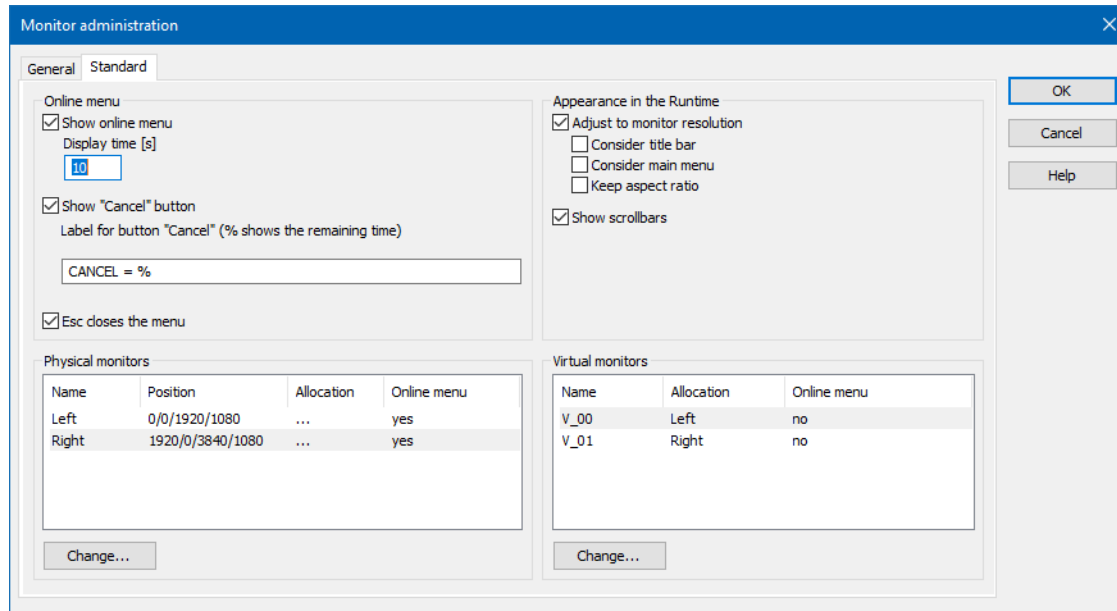 Monitor administration
General Standard
Online menu
Show online menu
Display time [s]
10
Show "Cancel" button
Label for button "Cancel" (% shows the remaining time)
CANCEL = %
Esc closes the menu
Appearance in the Runtime
Adjust to monitor resolution
Consider title bar
Consider main menu
Keep aspect ratio
Show scrollbars
OK
Cancel
Help
Physical monitors
Name Position Allocation Online menu
Left 0/0/1920/1080 ... yes
Right 1920/0/3840/1080 ... yes
Change...
Virtual monitors
Name Allocation Online menu
V_00 Left no
V_01 Right no
Change...